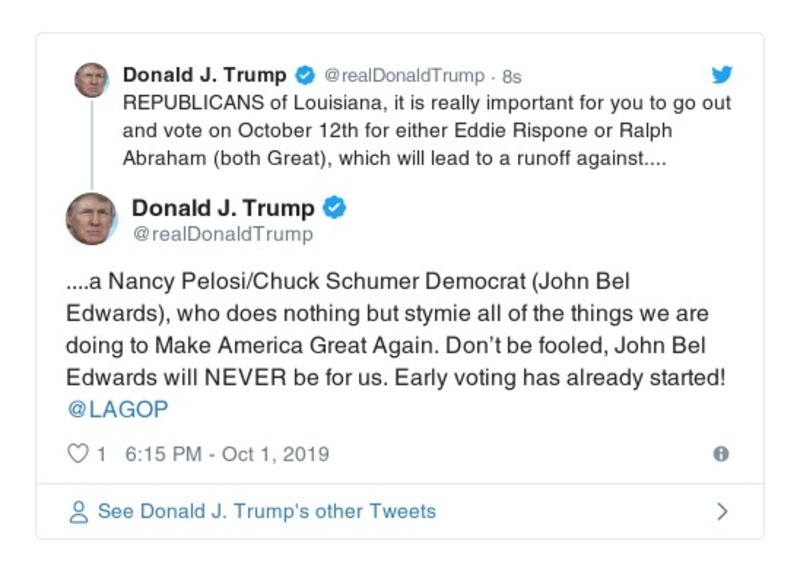 Donald J. Trump @realDonaldTrump · 8s
REPUBLICANS of Louisiana, it is really important for you to go out
and vote on October 12th for either Eddie Rispone or Ralph
Abraham (both Great), which will lead to a runoff against....
Donald J. Trump
@realDonaldTrump
....a Nancy Pelosi/Chuck Schumer Democrat (John Bel
Edwards), who does nothing but stymie all of the things we are
doing to Make America Great Again. Don’t be fooled, John Bel
Edwards will NEVER be for us. Early voting has already started!
@LAGOP
1 6:15 PM - Oct 1, 2019
See Donald J. Trump's other Tweets